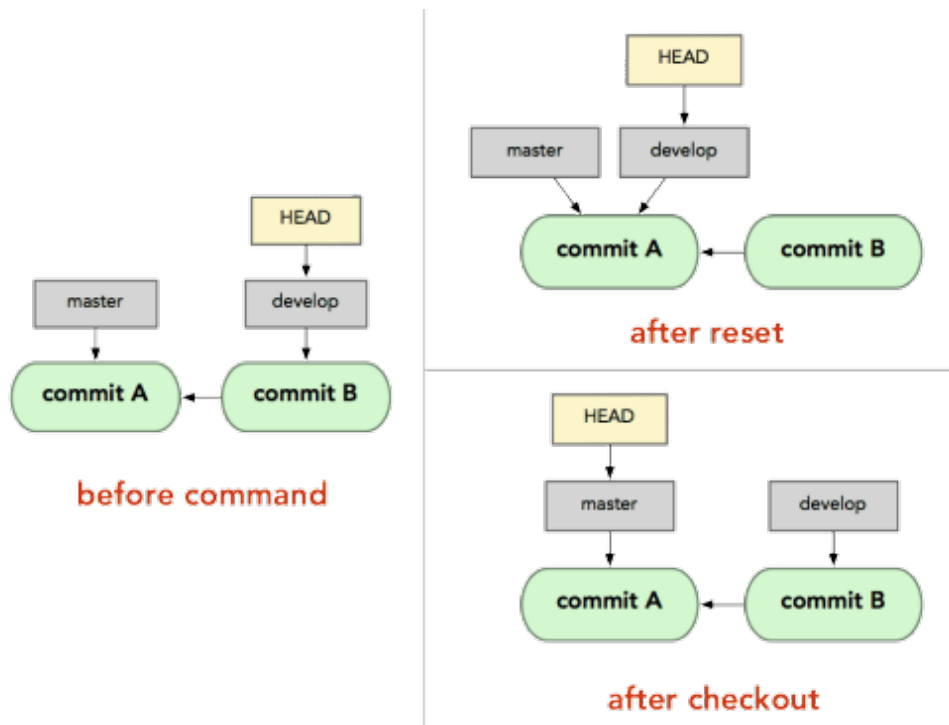 HEAD
master
develop
commit A
commit B
before command
HEAD
master
develop
commit A
commit B
after reset
HEAD
master
develop
commit A
commit B
after checkout